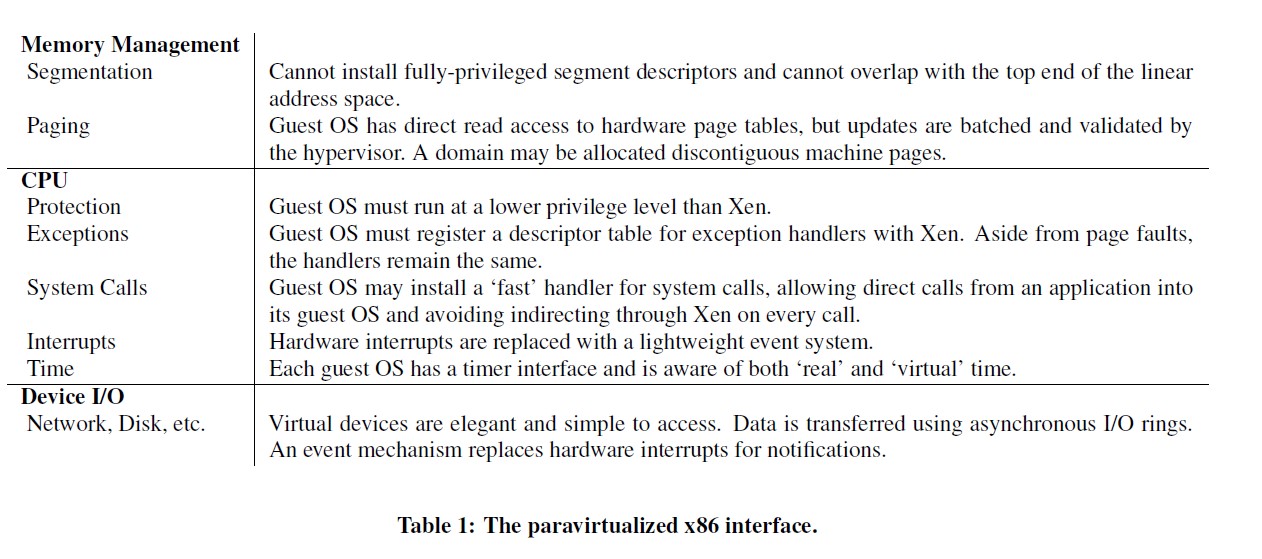 Memory Management
Segmentation Cannot install fully-privileged segment descriptors and cannot overlap with the top end of the linear
address space.
Paging Guest OS has direct read access to hardware page tables, but updates are batched and validated by
the hypervisor. A domain may be allocated discontiguous machine pages.
CPU
Protection Guest OS must run at a lower privilege level than Xen.
Exceptions Guest OS must register a descriptor table for exception handlers with Xen. Aside from page faults,
the handlers remain the same.
System Calls Guest OS may install a ‘fast’ handler for system calls, allowing direct calls from an application into
its guest OS and avoiding indirecting through Xen on every call.
Interrupts Hardware interrupts are replaced with a lightweight event system.
Time Each guest OS has a timer interface and is aware of both ‘real’ and ‘virtual’ time.
Device I/O
Network, Disk, etc. Virtual devices are elegant and simple to access. Data is transferred using asynchronous I/O rings.
An event mechanism replaces hardware interrupts for notifications.
Table 1: The paravirtualized x86 interface.